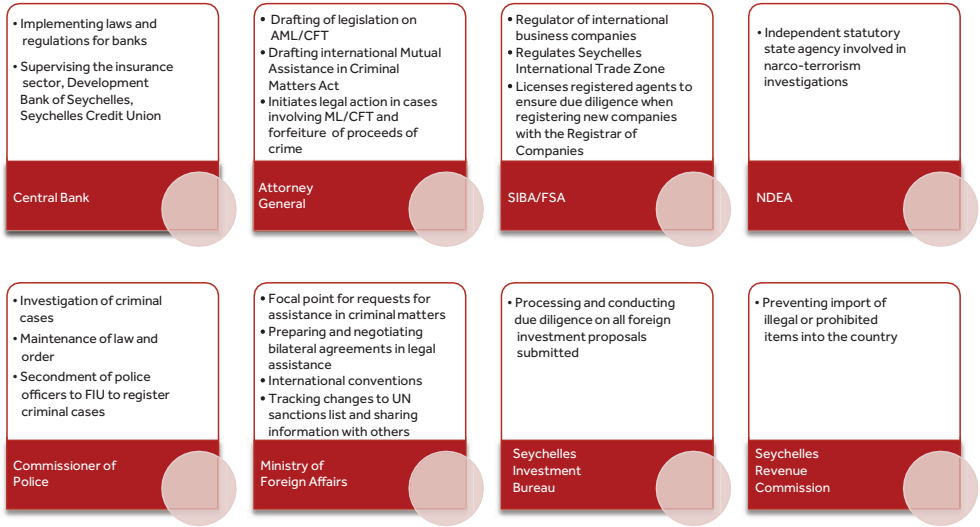 • Implementing laws and
regulations for banks
• Supervising the insurance
sector, Development
Bank of Seychelles,
Seychelles Credit Union
Central Bank
• Drafting of legislation on
AML/CFT
• Drafting international Mutual
Assistance in Criminal
Matters Act
• Initiates legal action in cases
involving ML/CFT and
forfeiture of proceeds of
crime
Attorney
General
• Regulator of international
business companies
• Regulates Seychelles
International Trade Zone
• Licenses registered agents to
ensure due diligence when
registering new companies
with the Registrar of
Companies
SIBA/FSA
• Independent statutory
state agency involved in
narco-terrorism
investigations
NDEA
• Investigation of criminal
cases
• Maintenance of law and
order
• Secondment of police
officers to FIU to register
criminal cases
Commissioner of
Police
• Focal point for requests for
assistance in criminal matters
• Preparing and negotiating
bilateral agreements in legal
assistance
• International conventions
• Tracking changes to UN
sanctions list and sharing
information with others
Ministry of
Foreign Affairs
• Processing and conducting
due diligence on all foreign
investment proposals
submitted
Seychelles
Investment
Bureau
• Preventing import of
illegal or prohibited
items into the country
Seychelles
Revenue
Commission